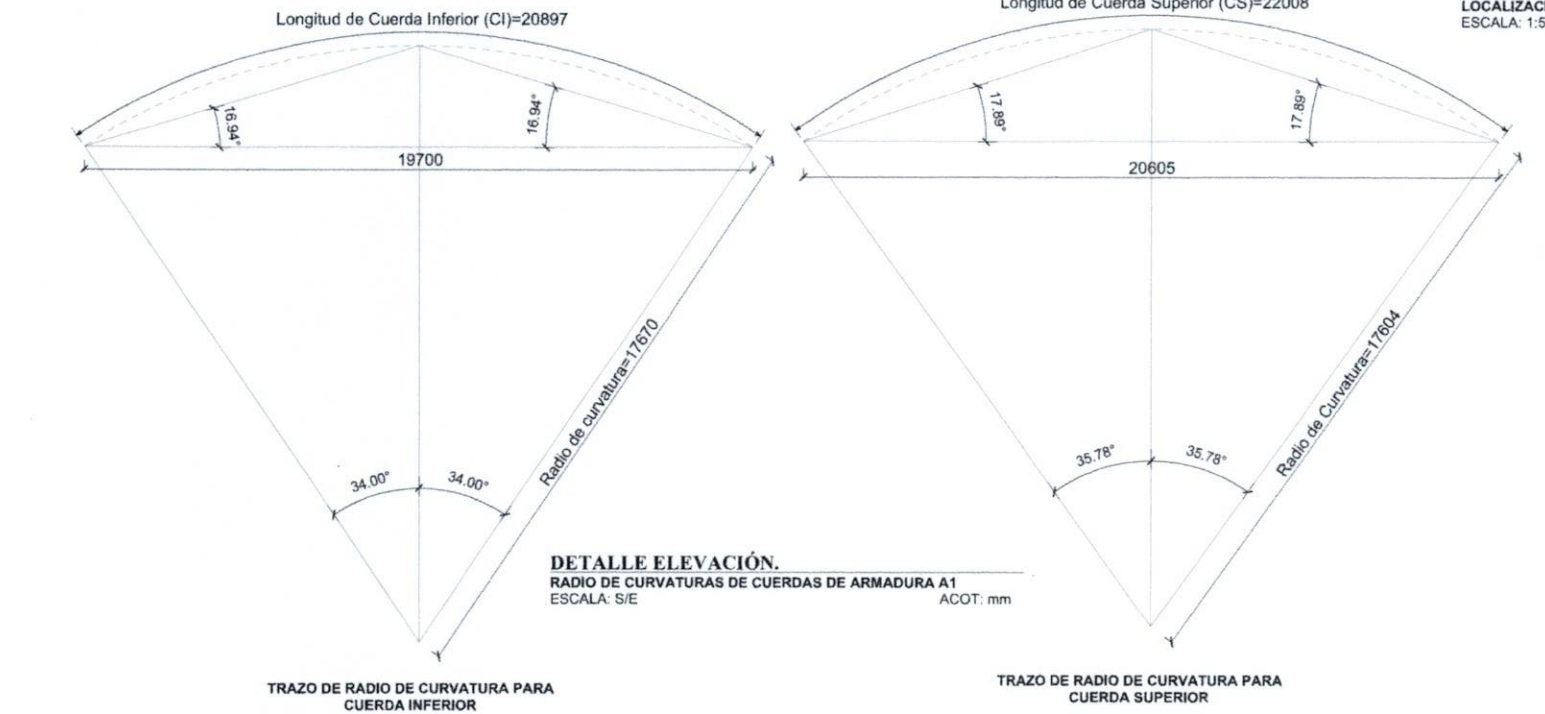 Longitud de Cuerda Inferior (CI)=20897
16.94°
16.94°
19700
Radio de curvatura=17670
34.00°
34.00°
TRAZO DE RADIO DE CURVATURA PARA
CUERDA INFERIOR
DETALLE ELEVACIÓN.
RADIO DE CURVATURAS DE CUERDAS DE ARMADURA A1
ESCALA: S/E
ACOT: mm
Longitud de Cuerda Superior (CS)=22008
17.89°
17.89°
20605
Radio de Curvatura=17604
35.78°
35.78°
TRAZO DE RADIO DE CURVATURA PARA
CUERDA SUPERIOR
ESCALA: 1:5